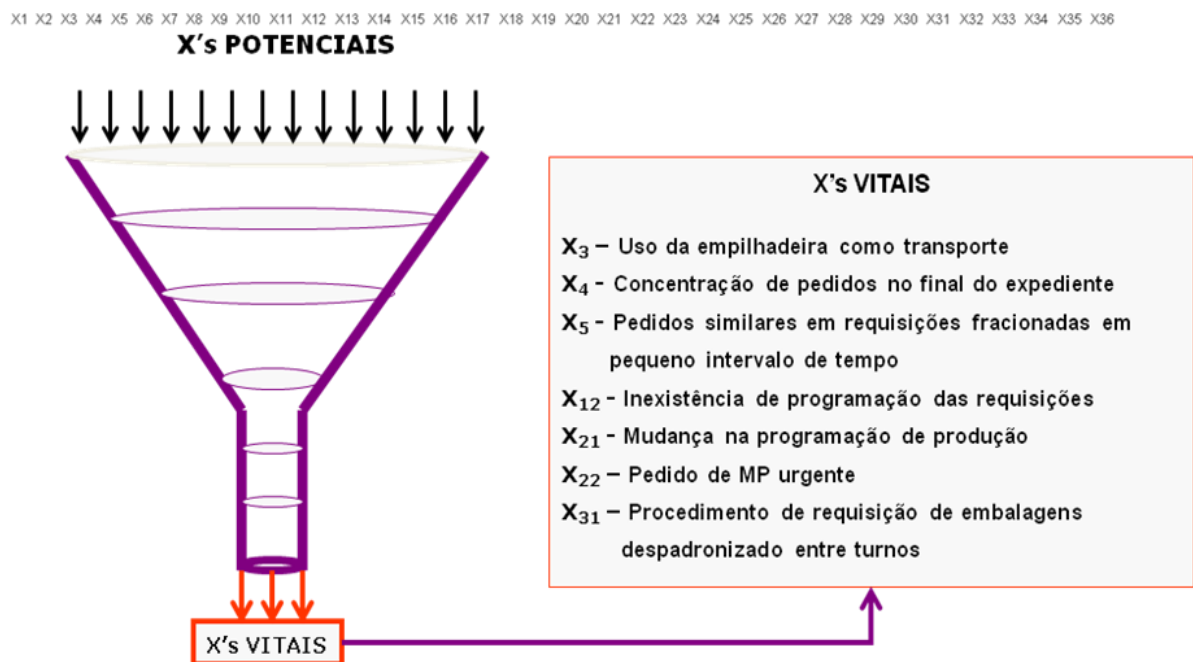 X1 X2 X3 X4 X5 X6 X7 X8 X9 X10 X11 X12 X13 X14 X15 X16 X17 X18 X19 X20 X21 X22 X23 X24 X25 X26 X27 X28 X29 X30 X31 X32 X33 X34 X35 X36
X's POTENCIAIS
X's VITAIS
X₃ – Uso da empilhadeira como transporte
X₄ - Concentração de pedidos no final do expediente
X₅ - Pedidos similares em requisições fracionadas em
pequeno intervalo de tempo
X₁₂ - Inexistência de programação das requisições
X₂₁ - Mudança na programação de produção
X₂₂ – Pedido de MP urgente
X₃₁ – Procedimento de requisição de embalagens
despadronizado entre turnos
X's VITAIS